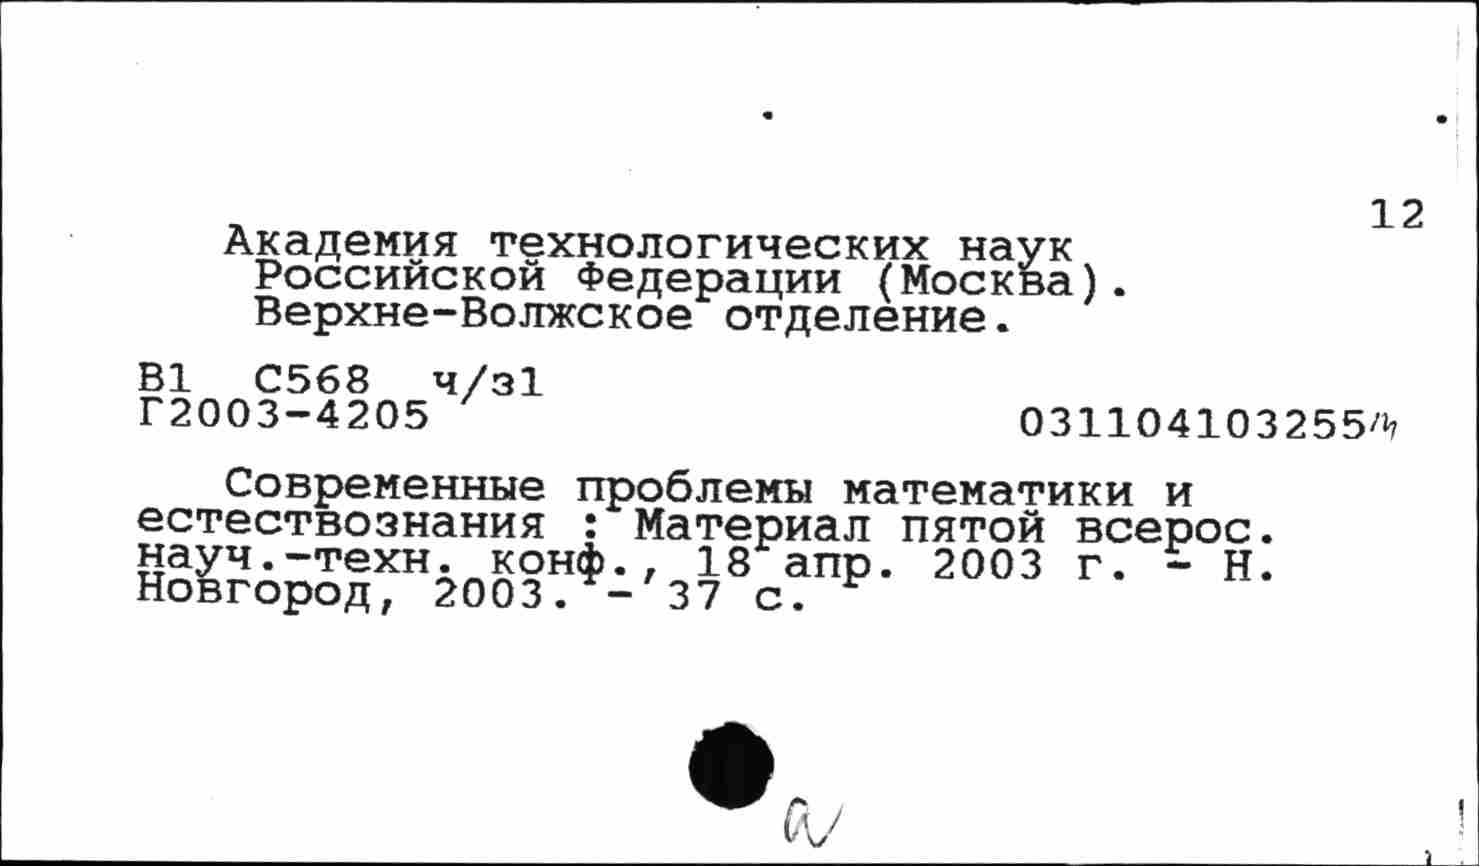 12
Академия технологических наук
Российской Федерации (Москва).
Верхне-Волжское отделение.
В1 С568 ч/з1
Г2003-4205
031104103255
Современные проблемы математики и
естествознания : Материал пятой всерос.
науч.-техн. конф., 18 апр. 2003 г. - Н.
Новгород, 2003. - 37 с.
а